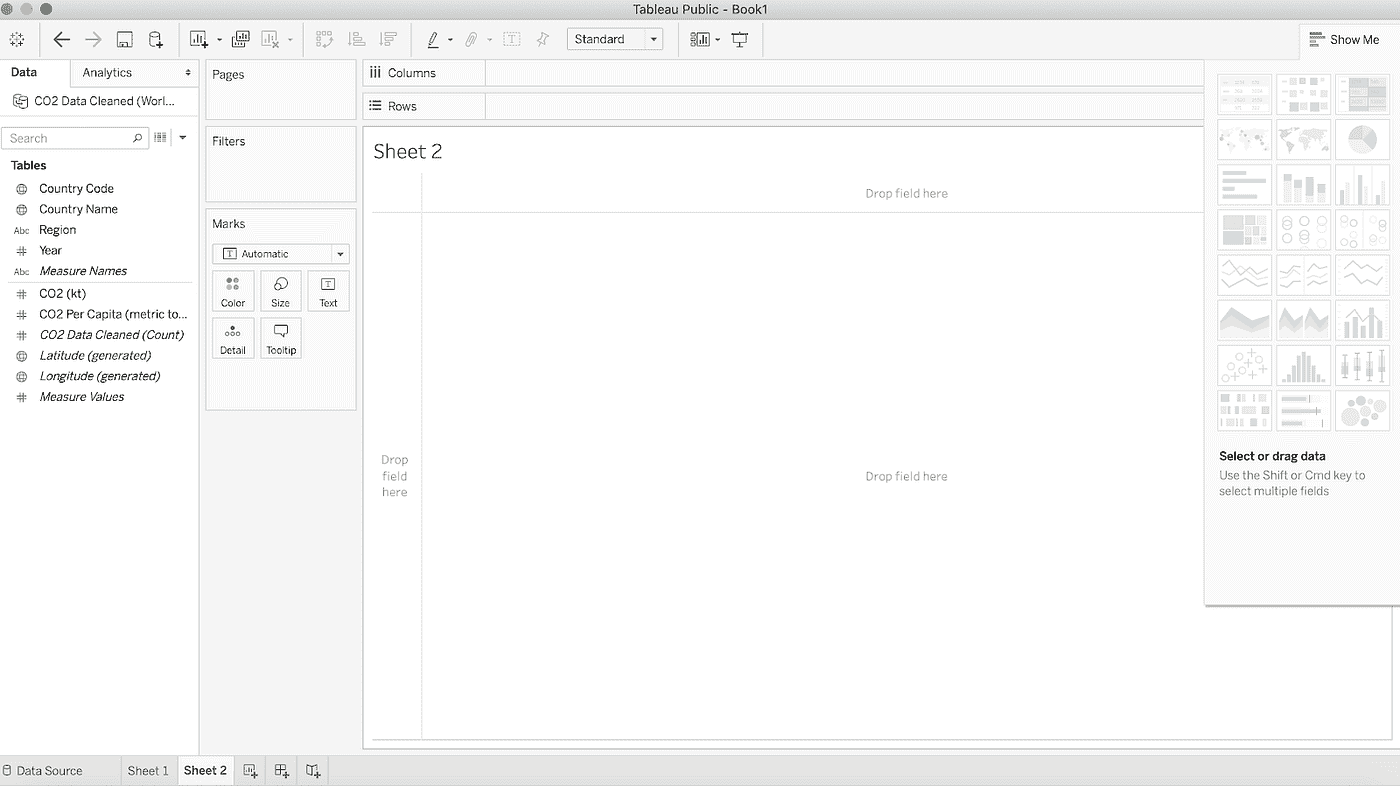 Tableau Public - Book1
Standard
Show Me
Data
Analytics
CO2 Data Cleaned (Worl...
Search
Tables
Country Code
Country Name
Abc Region
Year
Abc Measure Names
CO2 (kt)
CO2 Per Capita (metric to...
CO2 Data Cleaned (Count)
Latitude (generated)
Longitude (generated)
Measure Values
Pages
Filters
Marks
Automatic
Color
Size
Text
Detail
Tooltip
Columns
Rows
Sheet 2
Drop field here
Drop
field
here
Drop field here
Select or drag data
Use the Shift or Cmd key to
select multiple fields
Data Source
Sheet 1
Sheet 2